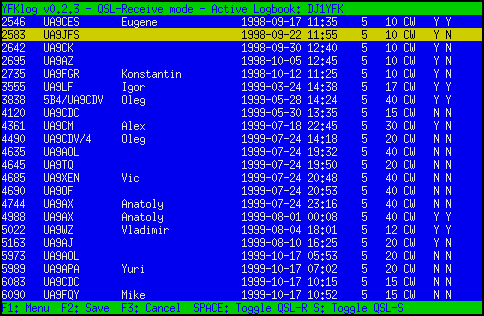 YFKlog v0.2.3 - QSL-Receive mode - Active Logbook: DJ1YFK
2546 UA9CES Eugene 1998-09-17 11:35 5 10 CW Y Y
2583 UA9JFS 1998-09-22 11:55 5 10 CW Y N
2642 UA9CK 1998-09-30 12:40 5 10 CW Y Y
2695 UA9AZ 1998-10-05 12:45 5 10 CW Y N
2735 UA9FGR Konstantin 1998-10-12 11:25 5 10 CW Y Y
3555 UA9LF Igor 1999-03-24 14:38 5 17 CW Y Y
3838 5B4/UA9CDV Oleg 1999-05-28 14:24 5 40 CW Y Y
4120 UA9CDC 1999-05-30 13:35 5 15 CW N N
4361 UA9CM Alex 1999-07-18 22:45 5 30 CW Y N
4490 UA9CDV/4 Oleg 1999-07-24 14:18 5 20 CW N N
4635 UA9AOL 1999-07-24 19:32 5 40 CW N N
4645 UA9TQ 1999-07-24 19:50 5 20 CW N N
4685 UA9XEN Vic 1999-07-24 20:48 5 40 CW Y N
4690 UA9OF 1999-07-24 20:53 5 40 CW Y N
4744 UA9AX Anatoly 1999-07-24 23:16 5 40 CW N N
4988 UA9AX Anatoly 1999-08-01 00:08 5 40 CW Y Y
5022 UA9WZ Vladimir 1999-08-04 18:01 5 12 CW Y Y
5163 UA9AJ 1999-08-10 16:25 5 20 CW Y N
5973 UA9AOL 1999-10-17 05:53 5 20 CW N N
5989 UA9APA Yuri 1999-10-17 07:02 5 20 CW Y N
6083 UA9CDC 1999-10-17 10:15 5 15 CW N N
6090 UA9FQY Mike 1999-10-17 10:52 5 15 CW Y N
F1: Menu F2: Save F3: Cancel SPACE: Toggle QSL-R S: Toggle QSL-S